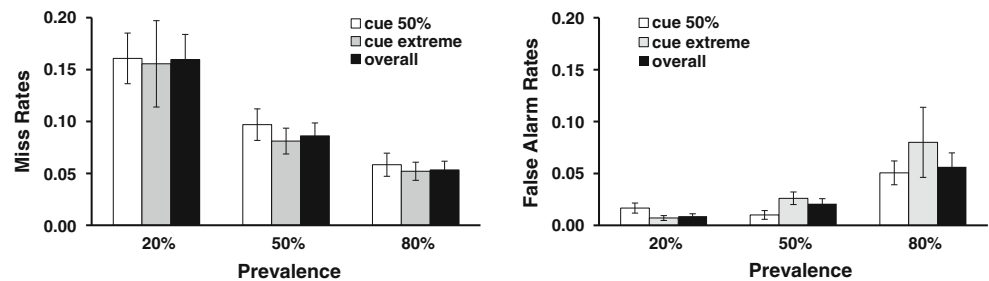 Miss Rates
0.20
0.15
0.10
0.05
0.00
cue 50%
cue extreme
overall
20%
50%
80%
Prevalence
False Alarm Rates
0.20
0.15
0.10
0.05
0.00
cue 50%
cue extreme
overall
20%
50%
80%
Prevalence